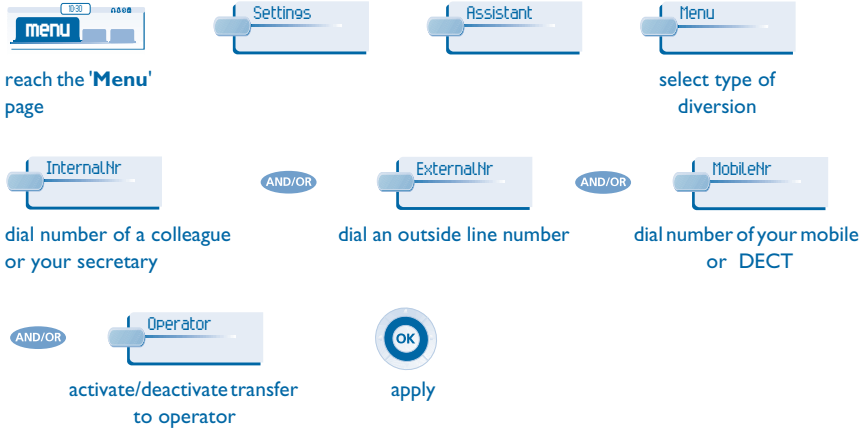 10:30
menu
Settings
Assistant
Menu
reach the 'Menu'
page
select type of
diversion
InternalNr
AND/OR
ExternalNr
AND/OR
MobileNr
dial number of a colleague
or your secretary
dial an outside line number
dial number of your mobile
or DECT
AND/OR
Operator
OK
activate/deactivate transfer
to operator
apply